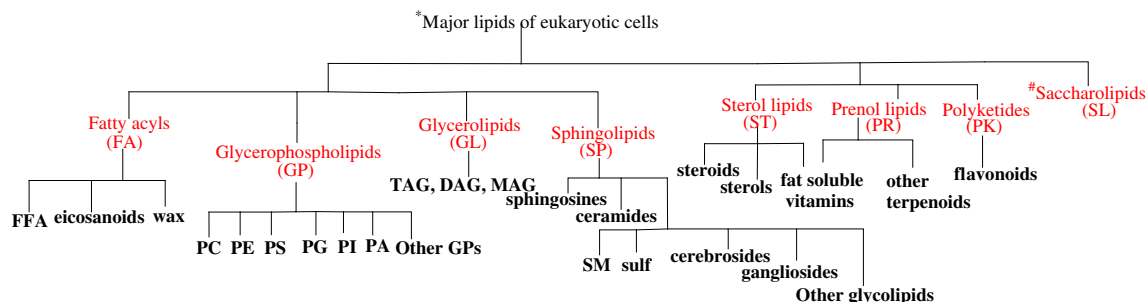 *Major lipids of eukaryotic cells
Fatty acyls
(FA)
FFA
eicosanoids
wax
Glycerophospholipids
(GP)
PC
PE
PS
PG
PI
PA
Other GPs
Glycerolipids
(GL)
TAG, DAG, MAG
Sphingolipids
(SP)
sphingosines
ceramides
SM
sulf
cerebrosides
gangliosides
Other glycolipids
Sterol lipids
(ST)
steroids
sterols
Prenol lipids
(PR)
fat soluble
vitamins
other
terpenoids
Polyketides
(PK)
flavonoids
#Saccharolipids
(SL)